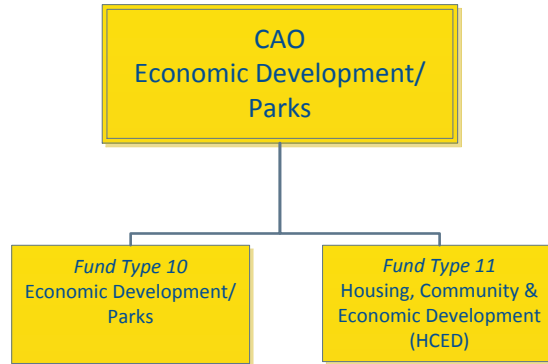 CAO
Economic Development/
Parks
Fund Type 10
Economic Development/
Parks
Fund Type 11
Housing, Community &
Economic Development
(HCED)